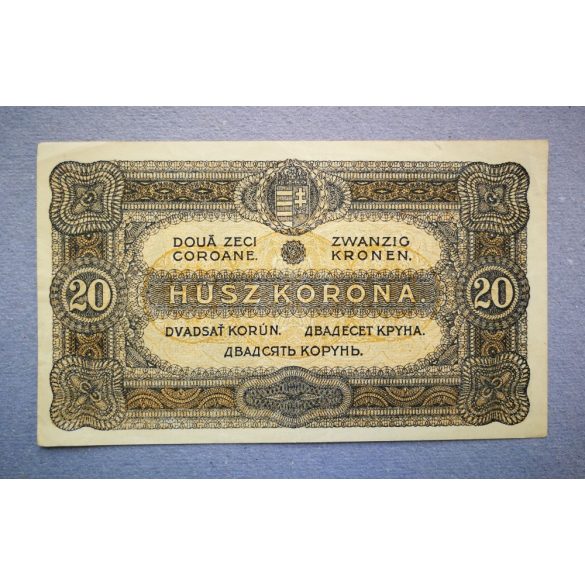 DOUĂ ZECI COROANE.
ZWANZIG KRONEN.
20 HÚSZ KORONA. 20
DVADSAŤ KORÚN. ДВАДЕСЕТ КРУНА.
ДВАДСЯТЬ КОРУНЬ.